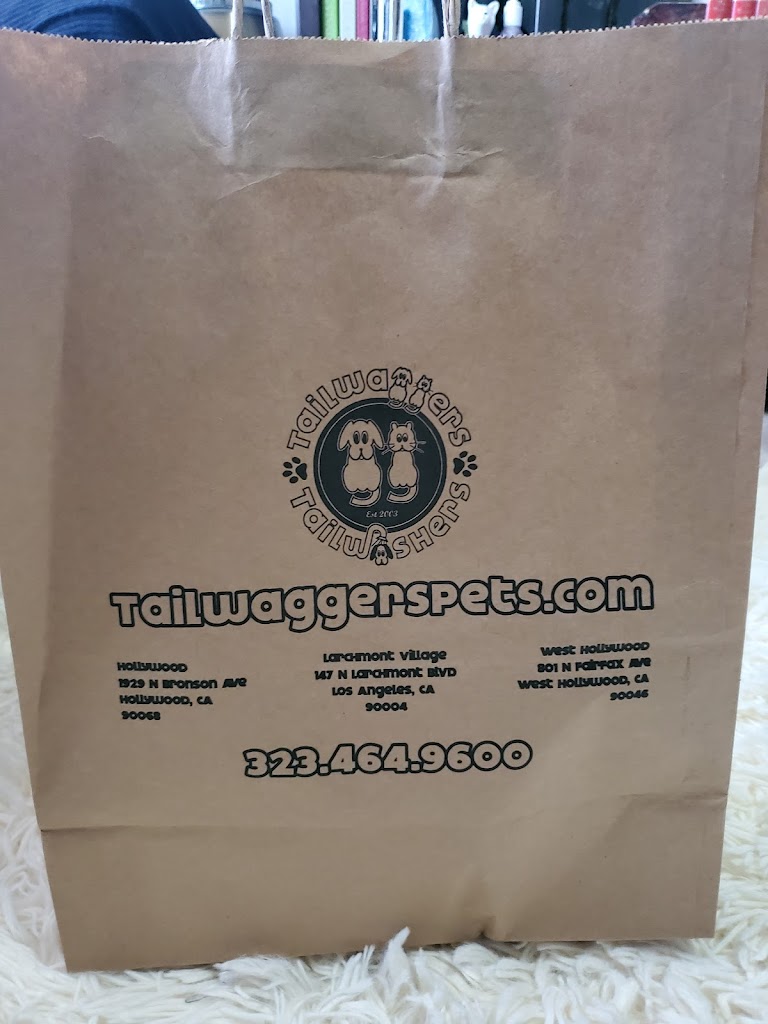 Tailwaggers
Est 2003
Tailwashers
Tailwaggerspets.com
Hollywood
1929 N Bronson Ave
Hollywood, CA
90068
Larchmont Village
147 N Larchmont Blvd
Los Angeles, CA
90004
West Hollywood
801 N Fairfax Ave
West Hollywood, CA
90046
323.464.9600